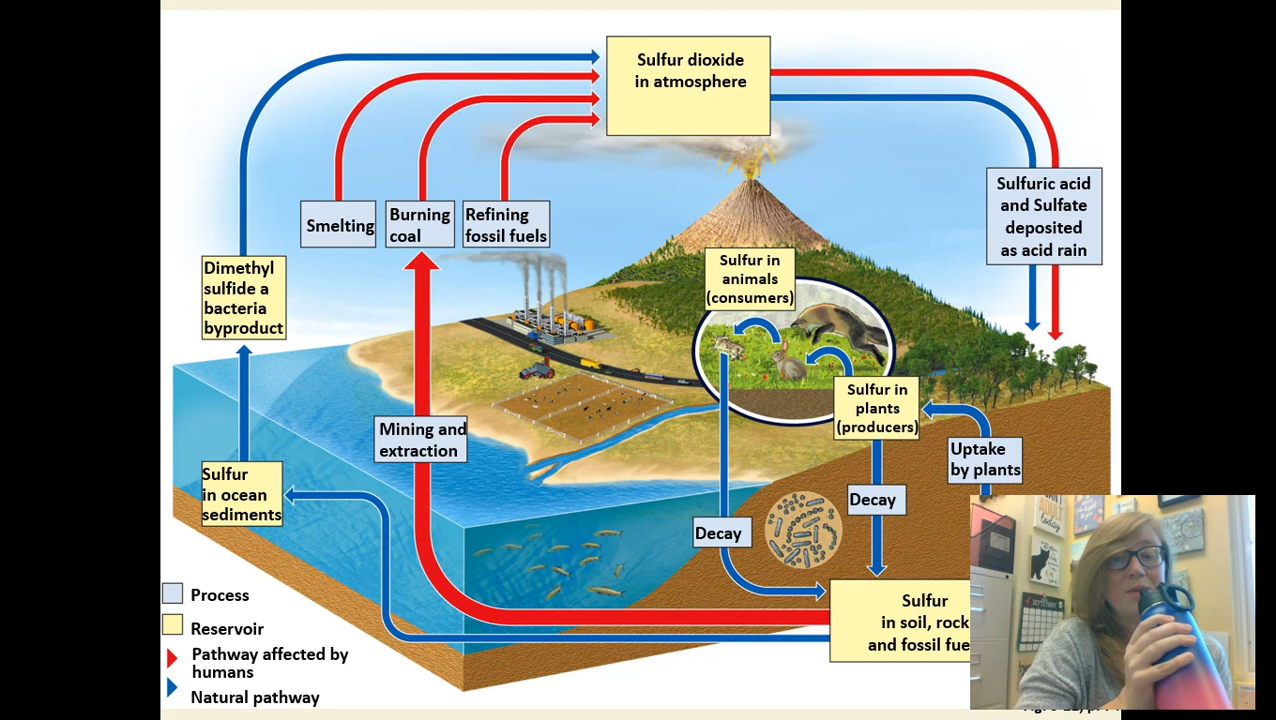 Sulfur dioxide
in atmosphere
Smelting
Burning
coal
Refining
fossil fuels
Sulfuric acid
and Sulfate
deposited
as acid rain
Dimethyl
sulfide a
bacteria
byproduct
Sulfur in
animals
(consumers)
Sulfur in
plants
(producers)
Mining and
extraction
Uptake
by plants
Sulfur
in ocean
sediments
Decay
Decay
Sulfur
in soil, rock
and fossil fue
Process
Reservoir
Pathway affected by
humans
Natural pathway
ADULT
today
SEPTEMBER